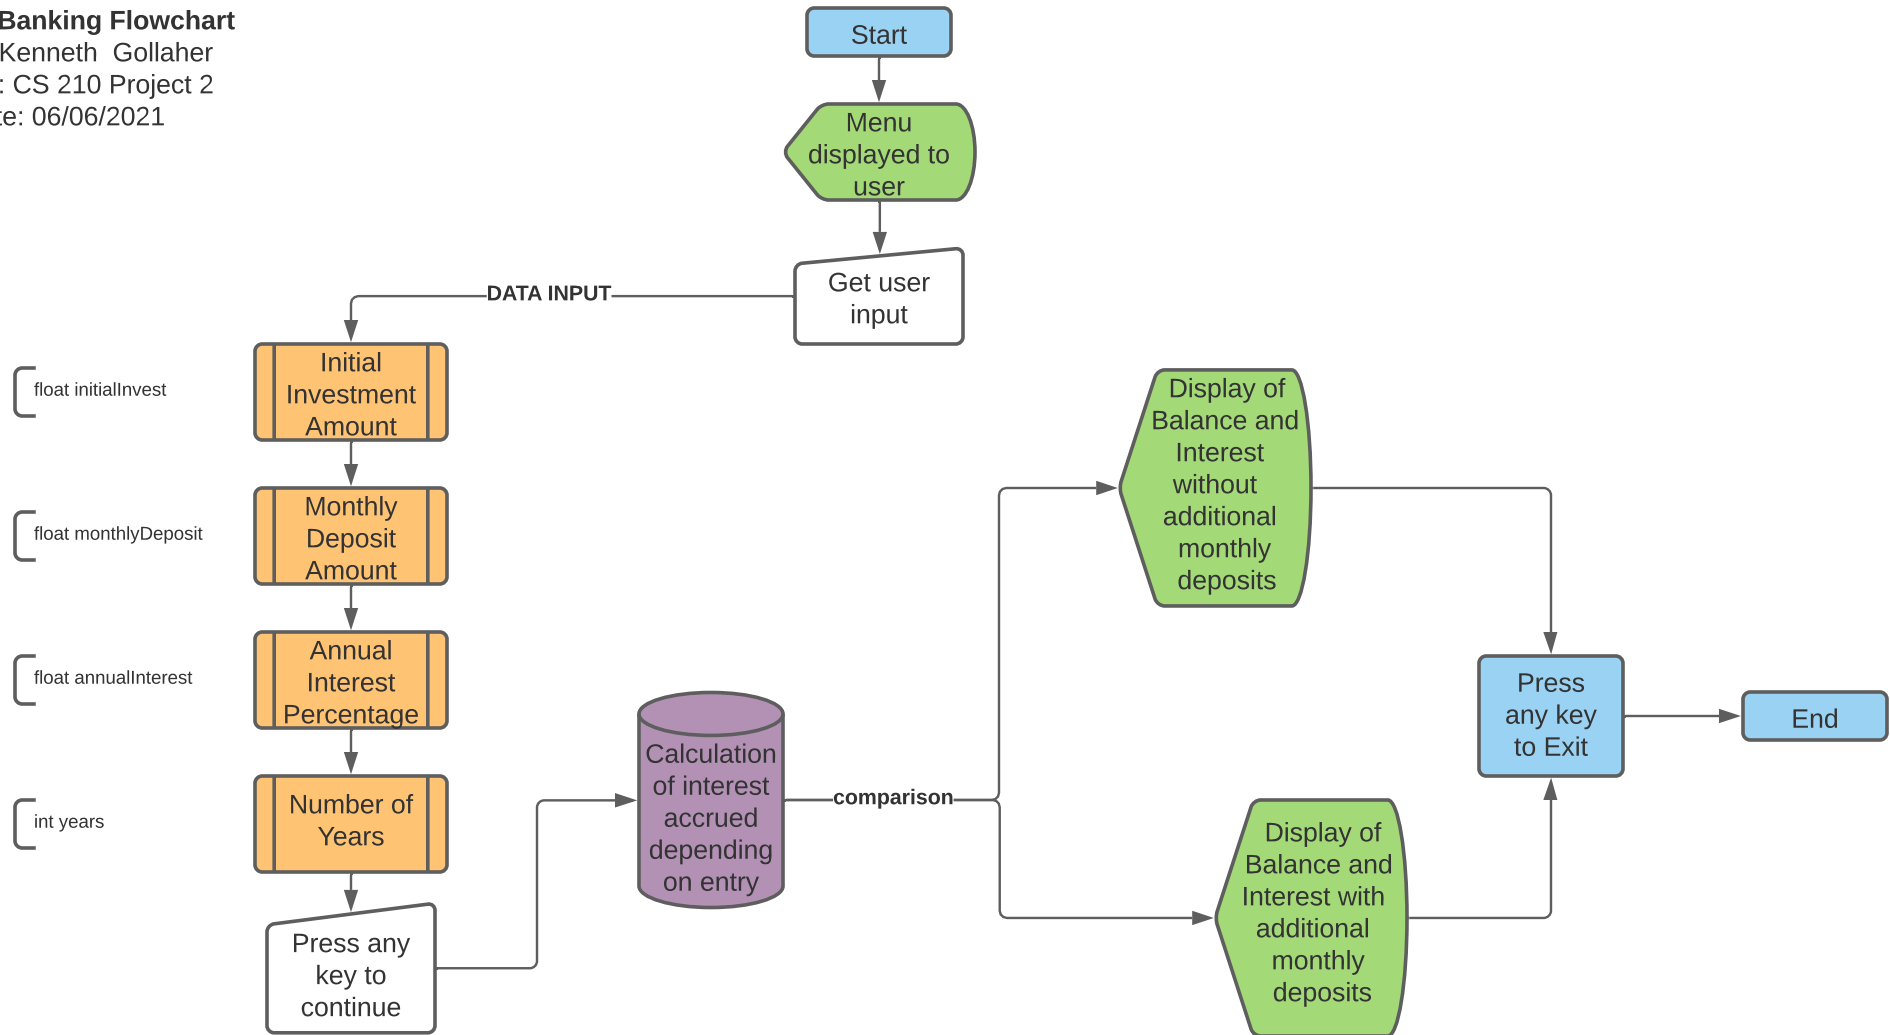 Banking Flowchart
Kenneth Gollaher
: CS 210 Project 2
te: 06/06/2021
Start
Menu
displayed to
user
Get user
input
DATA INPUT
Initial
Investment
Amount
float initialInvest
Monthly
Deposit
Amount
float monthlyDeposit
Annual
Interest
Percentage
float annualInterest
Number of
Years
int years
Press any
key to
continue
Calculation
of interest
accrued
depending
on entry
comparison
Display of
Balance and
Interest
without
additional
monthly
deposits
Display of
Balance and
Interest with
additional
monthly
deposits
Press
any key
to Exit
End